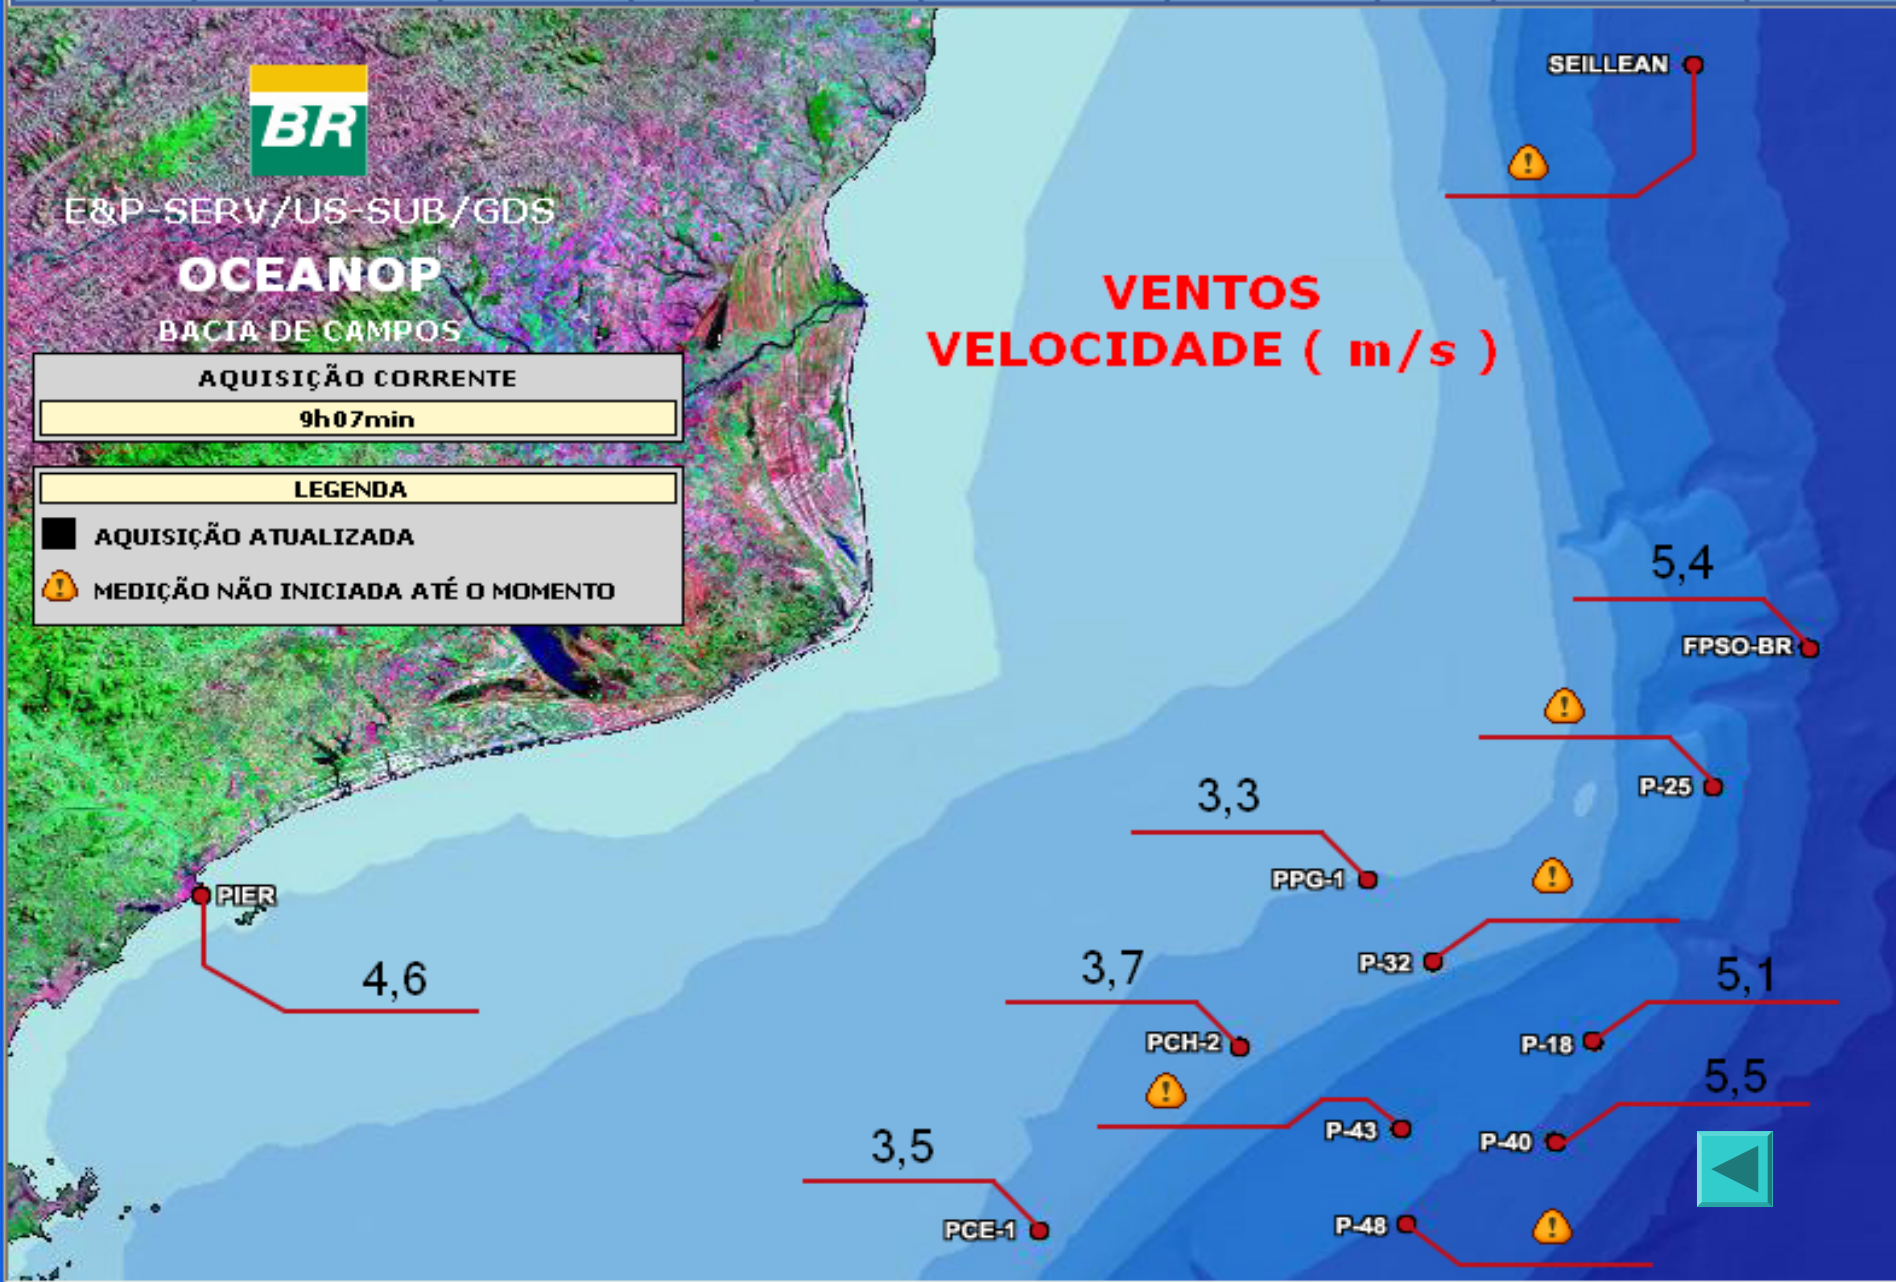 SEILLEAN
BR
E&P-SERV/US-SUB/GDS
OCEANOP
BACIA DE CAMPOS
VENTOS
VELOCIDADE ( m/s )
AQUISIÇÃO CORRENTE
9h07min
LEGENDA
AQUISIÇÃO ATUALIZADA
MEDIÇÃO NÃO INICIADA ATÉ O MOMENTO
5,4
FPSO-BR
P-25
3,3
PPG-1
PIER
4,6
P-32
3,7
PCH-2
5,1
P-18
5,5
P-43
P-40
3,5
PCE-1
P-48